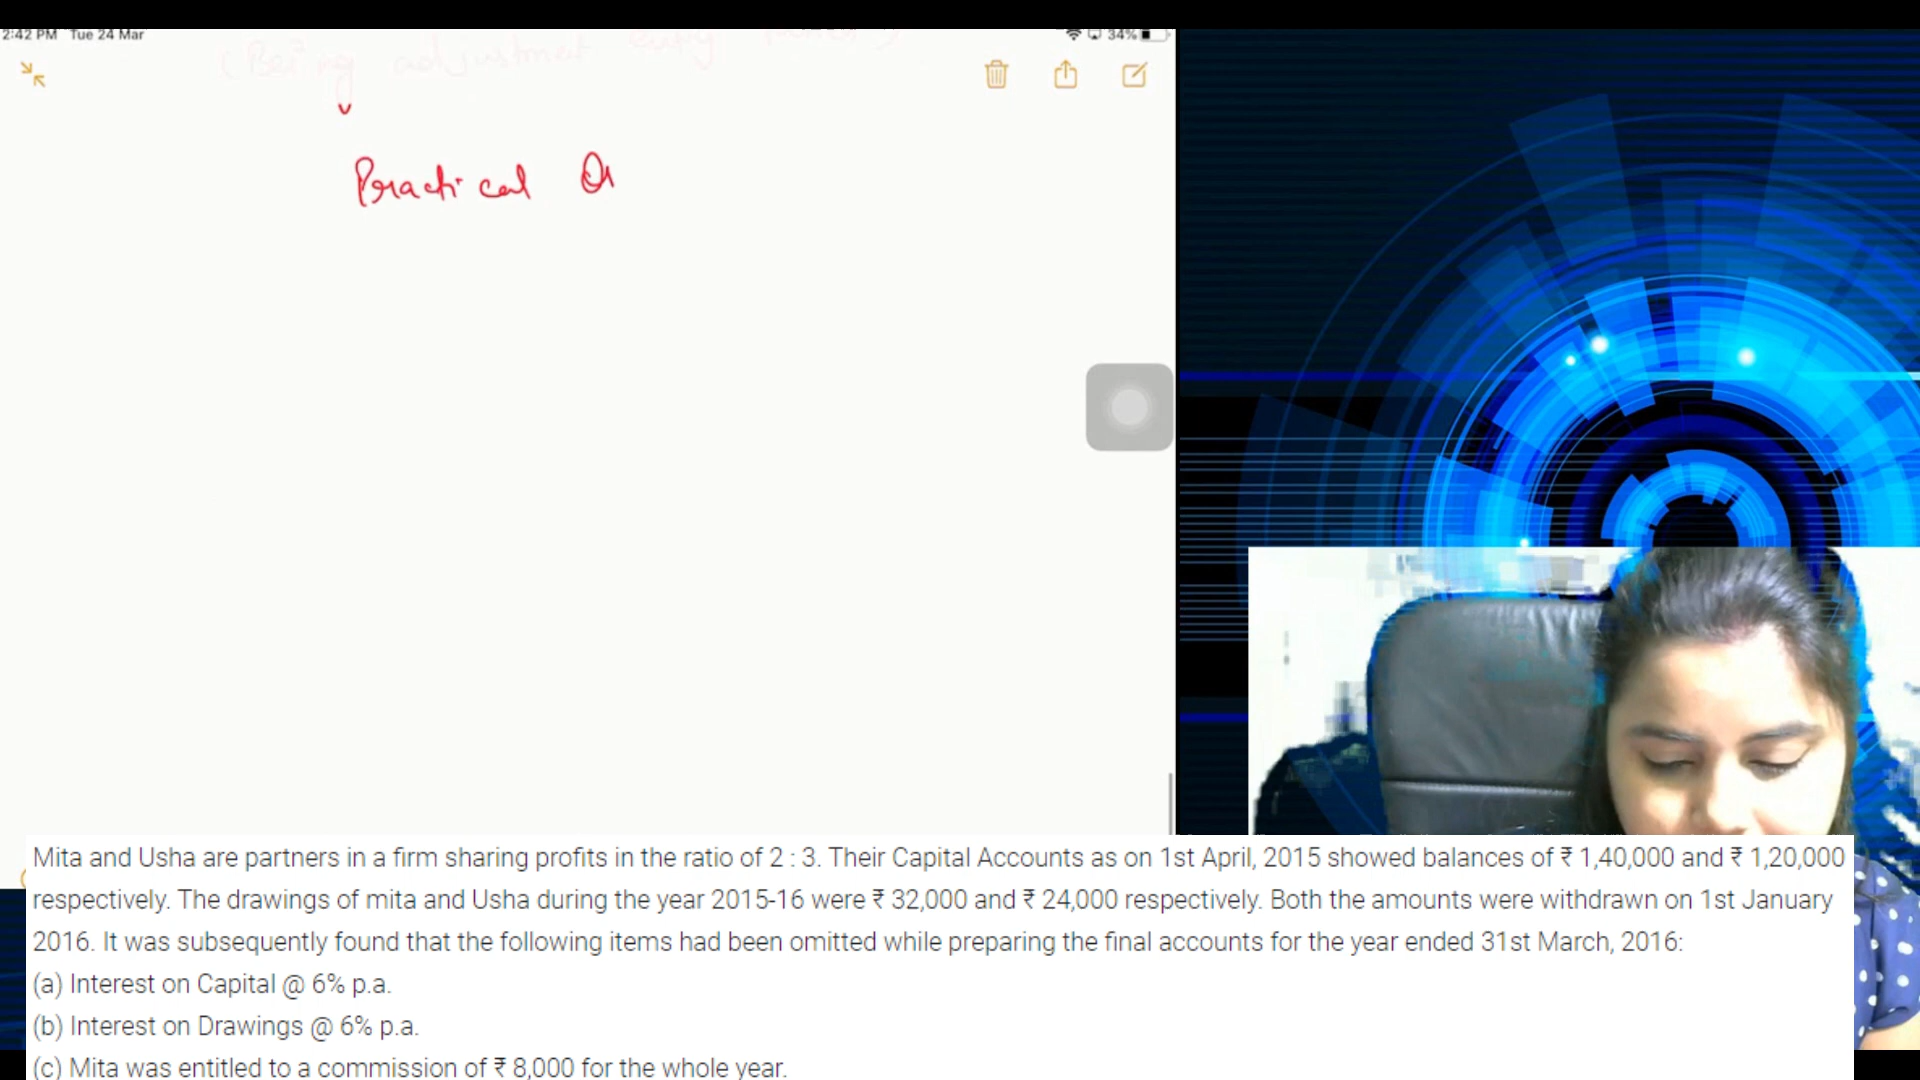 2:42 PM Tue 24 Mar
34%
(Being adjustment entry
Practical Q
Mita and Usha are partners in a firm sharing profits in the ratio of 2 : 3. Their Capital Accounts as on 1st April, 2015 showed balances of ₹ 1,40,000 and ₹ 1,20,000
respectively. The drawings of mita and Usha during the year 2015-16 were ₹ 32,000 and ₹ 24,000 respectively. Both the amounts were withdrawn on 1st January
2016. It was subsequently found that the following items had been omitted while preparing the final accounts for the year ended 31st March, 2016:
(a) Interest on Capital @ 6% p.a.
(b) Interest on Drawings @ 6% p.a.
(c) Mita was entitled to a commission of ₹ 8,000 for the whole year.